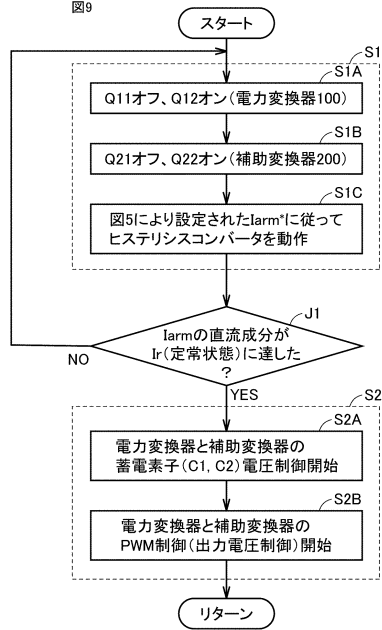 図9
スタート
S1
S1A
Q11オフ、Q12オン(電力変換器100)
S1B
Q21オフ、Q22オン(補助変換器200)
S1C
図5により設定されたIarm*に従って
ヒステリシスコンバータを動作
J1
Iarmの直流成分が
Ir(定常状態)に達した
?
NO
YES
S2
S2A
電力変換器と補助変換器の
蓄電素子(C1, C2)電圧制御開始
S2B
電力変換器と補助変換器の
PWM制御(出力電圧制御)開始
リターン